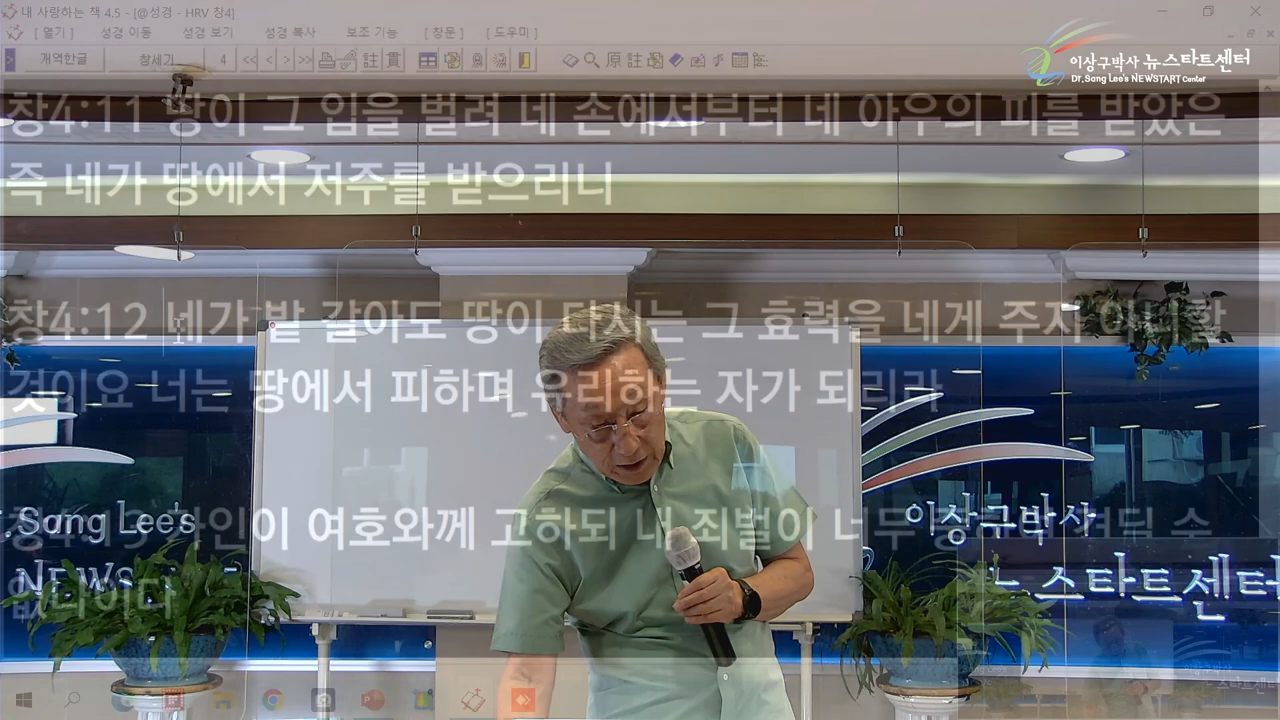 내 사랑하는 책 4.5 - [@성경 - HRV 창4]
[ 열기 ] 성경 이동 성경 보기 성경 복사 보조 기능 [ 창문 ] [ 도우미 ]
개역한글 창세기 4 << < > >> 原 註
이상구박사 뉴스타트센터
Dr. Sang Lee's NEWSTART Center
창4:11 땅이 그 입을 벌려 네 손에서부터 네 아우의 피를 받았은
즉 네가 땅에서 저주를 받으리니
창4:12 네가 밭 갈아도 땅이 다시는 그 효력을 네게 주지 아니할
것이요 너는 땅에서 피하며 유리하는 자가 되리라
창4:13 가인이 여호와께 고하되 내 죄벌이 너무
Sang Lee's
이상구박사
뉴스타트센터